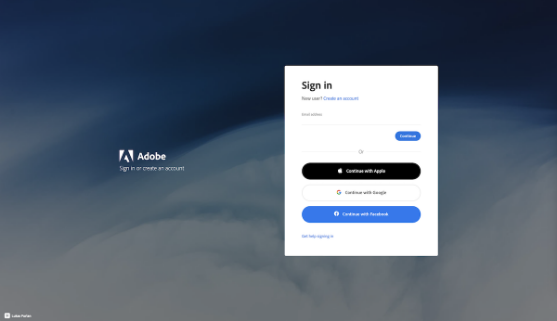 Adobe
Sign in or create an account
Sign in
New user? Create an account
Email address
Continue
Or
Continue with Apple
Continue with Google
Continue with Facebook
Get help signing in